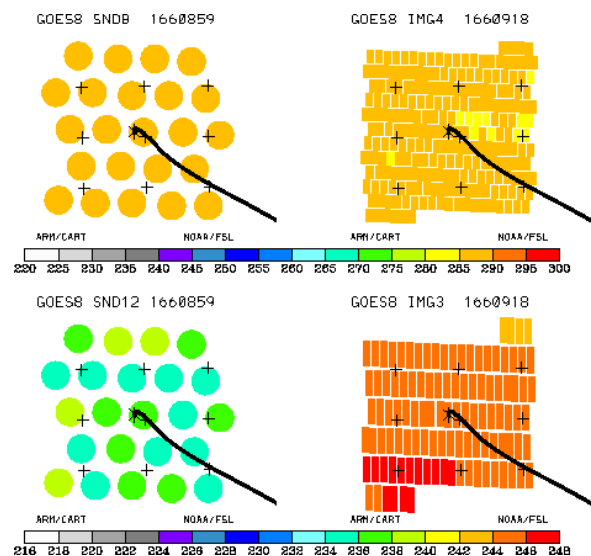 GOES8 SND8 1660859
GOES8 IMG4 1660918
ARM/CART NOAA/FSL
ARM/CART NOAA/FSL
220 225 230 235 240 245 250 255 260 265 270 275 280 285 290 295 300
GOES8 SND12 1660859
GOES8 IMG3 1660918
ARM/CART NOAA/FSL
ARM/CART NOAA/FSL
216 218 220 222 224 226 228 230 232 234 236 238 240 242 244 246 248